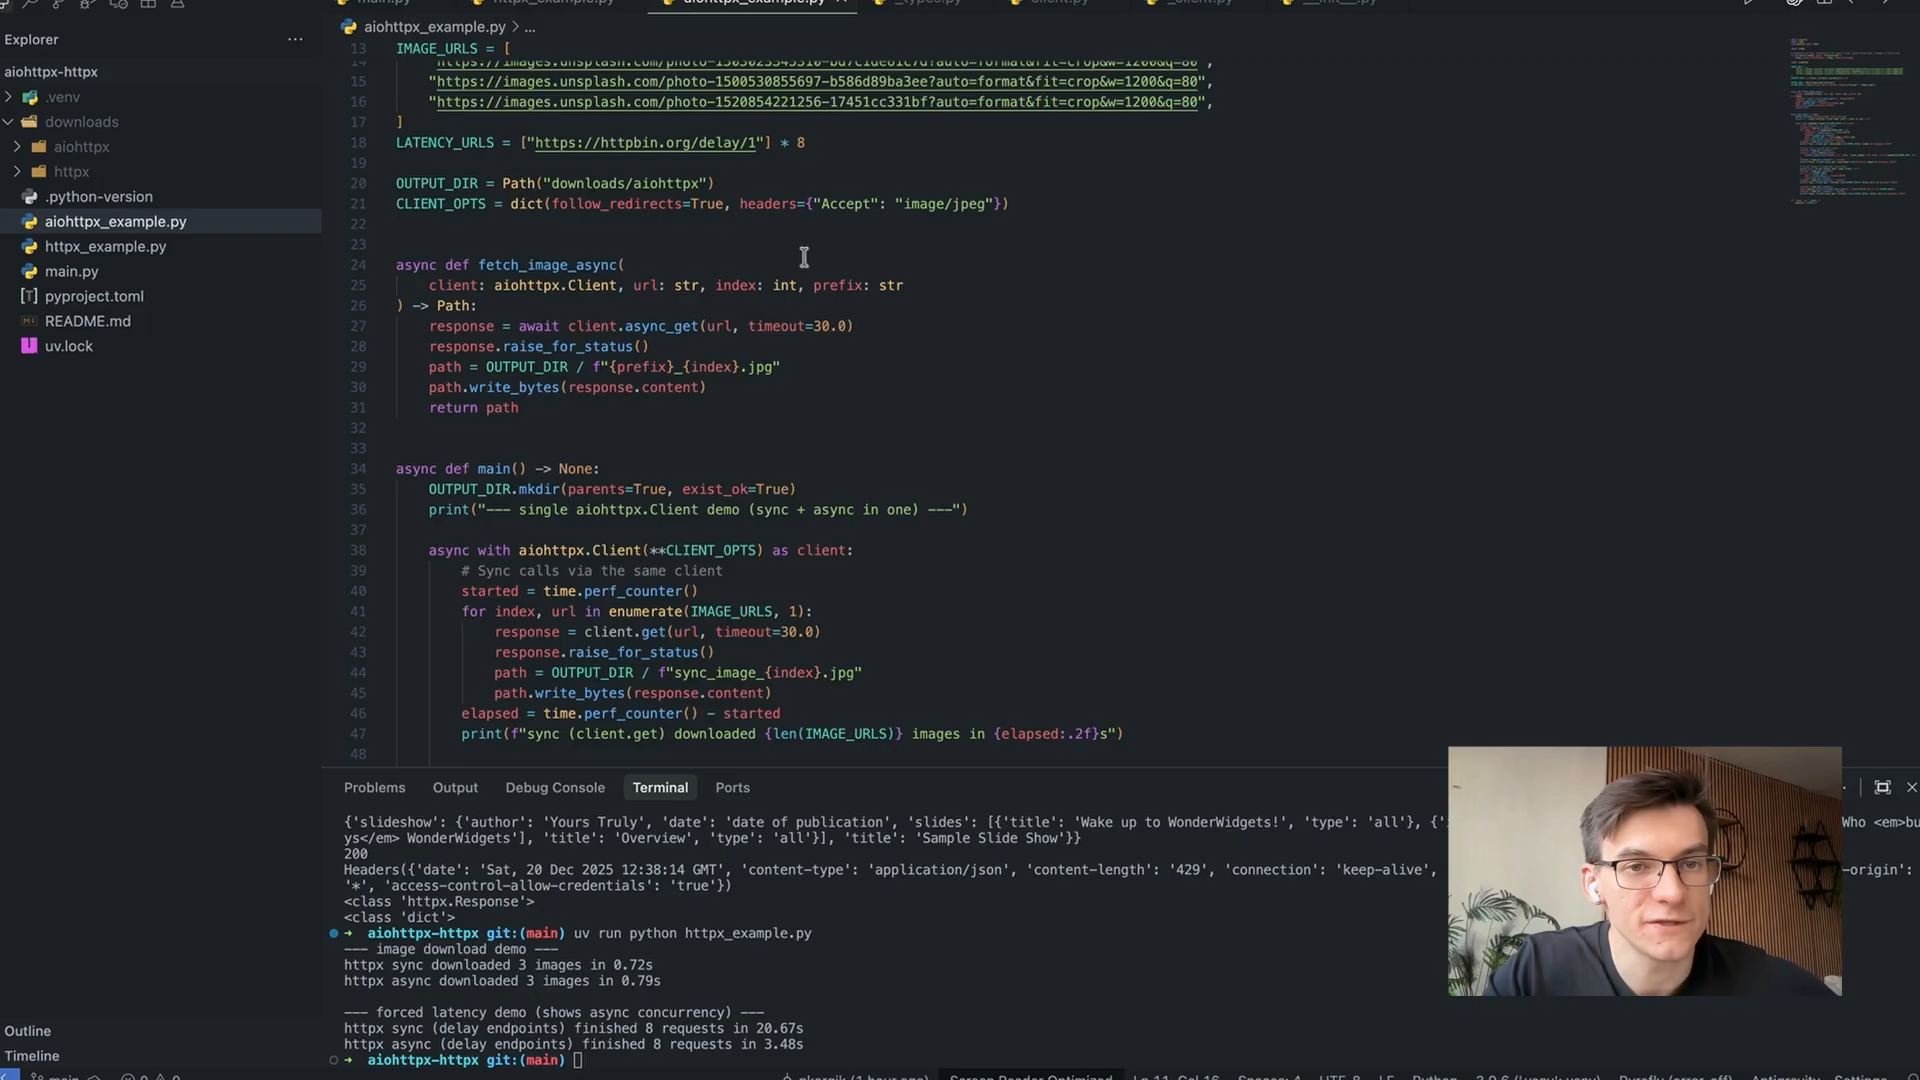 Explorer
aiohttpx-httpx
.venv
downloads
aiohttpx
httpx
.python-version
aiohttpx_example.py
httpx_example.py
main.py
pyproject.toml
README.md
uv.lock
Outline
Timeline
aiohttpx_example.py > ...
13 IMAGE_URLS = [
15 "https://images.unsplash.com/photo-1500530855697-b586d89ba3ee?auto=format&fit=crop&w=1200&q=80",
16 "https://images.unsplash.com/photo-1520854221256-17451cc331bf?auto=format&fit=crop&w=1200&q=80",
17 ]
18 LATENCY_URLS = ["https://httpbin.org/delay/1"] * 8
19
20 OUTPUT_DIR = Path("downloads/aiohttpx")
21 CLIENT_OPTS = dict(follow_redirects=True, headers={"Accept": "image/jpeg"})
22
23
24 async def fetch_image_async(
25 client: aiohttpx.Client, url: str, index: int, prefix: str
26 ) -> Path:
27 response = await client.async_get(url, timeout=30.0)
28 response.raise_for_status()
29 path = OUTPUT_DIR / f"{prefix}_{index}.jpg"
30 path.write_bytes(response.content)
31 return path
32
33
34 async def main() -> None:
35 OUTPUT_DIR.mkdir(parents=True, exist_ok=True)
36 print("--- single aiohttpx.Client demo (sync + async in one) ---")
37
38 async with aiohttpx.Client(**CLIENT_OPTS) as client:
39 # Sync calls via the same client
40 started = time.perf_counter()
41 for index, url in enumerate(IMAGE_URLS, 1):
42 response = client.get(url, timeout=30.0)
43 response.raise_for_status()
44 path = OUTPUT_DIR / f"sync_image_{index}.jpg"
45 path.write_bytes(response.content)
46 elapsed = time.perf_counter() - started
47 print(f"sync (client.get) downloaded {len(IMAGE_URLS)} images in {elapsed:.2f}s")
48
Problems Output Debug Console Terminal Ports
{'slideshow': {'author': 'Yours Truly', 'date': 'date of publication', 'slides': [{'title': 'Wake up to WonderWidgets!', 'type': 'all'}, {' Who <em>bu
ys</em> WonderWidgets'], 'title': 'Overview', 'type': 'all'}], 'title': 'Sample Slide Show'}}
200
Headers({'date': 'Sat, 20 Dec 2025 12:38:14 GMT', 'content-type': 'application/json', 'content-length': '429', 'connection': 'keep-alive', -origin':
'*', 'access-control-allow-credentials': 'true'})
<class 'httpx.Response'>
<class 'dict'>
➜ aiohttpx-httpx git:(main) uv run python httpx_example.py
--- image download demo ---
httpx sync downloaded 3 images in 0.72s
httpx async downloaded 3 images in 0.79s
--- forced latency demo (shows async concurrency) ---
httpx sync (delay endpoints) finished 8 requests in 20.67s
httpx async (delay endpoints) finished 8 requests in 3.48s
➜ aiohttpx-httpx git:(main)